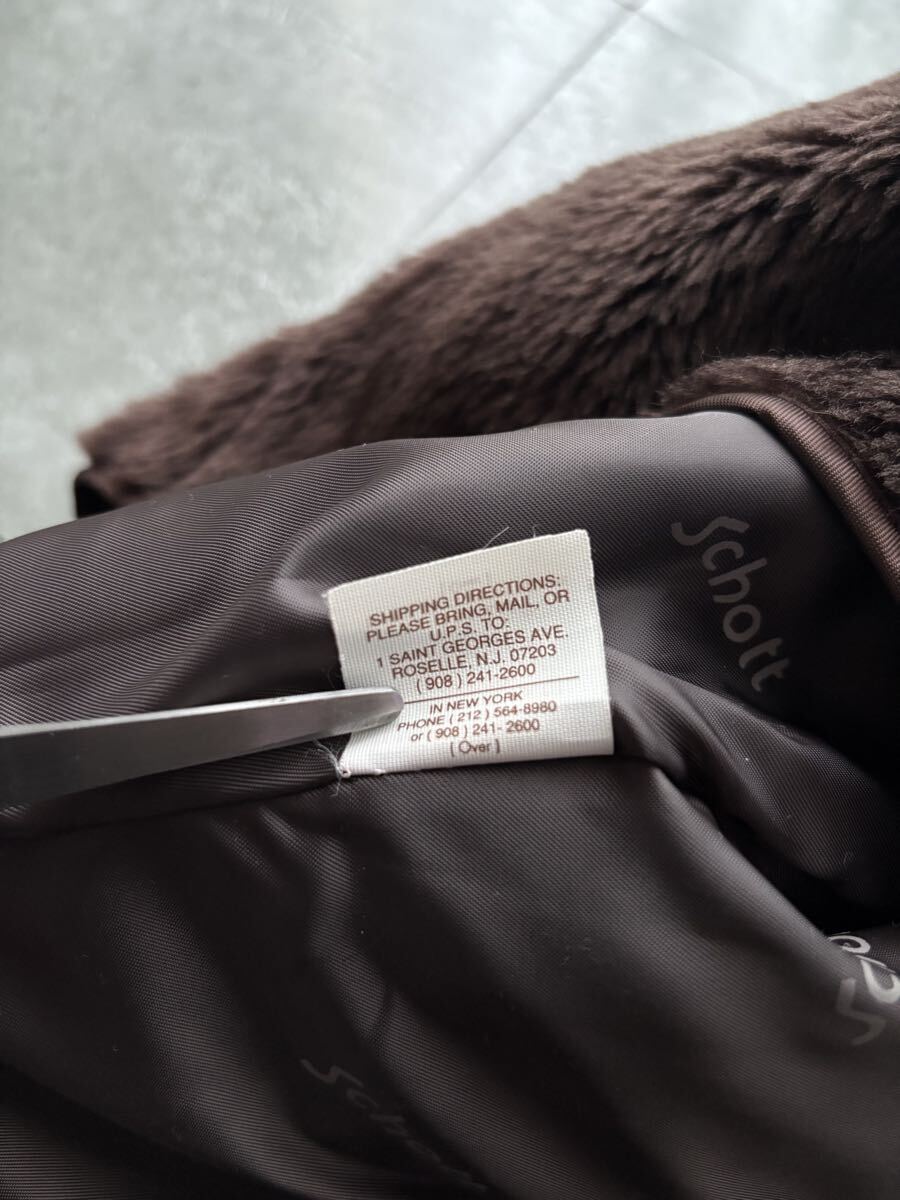 SHIPPING DIRECTIONS:
PLEASE BRING, MAIL, OR
U.P.S. TO:
1 SAINT GEORGES AVE.
ROSELLE, N.J. 07203
(908) 241-2600
IN NEW YORK
PHONE (212) 564-8980
or (908) 241-2600
[Over]
Schott